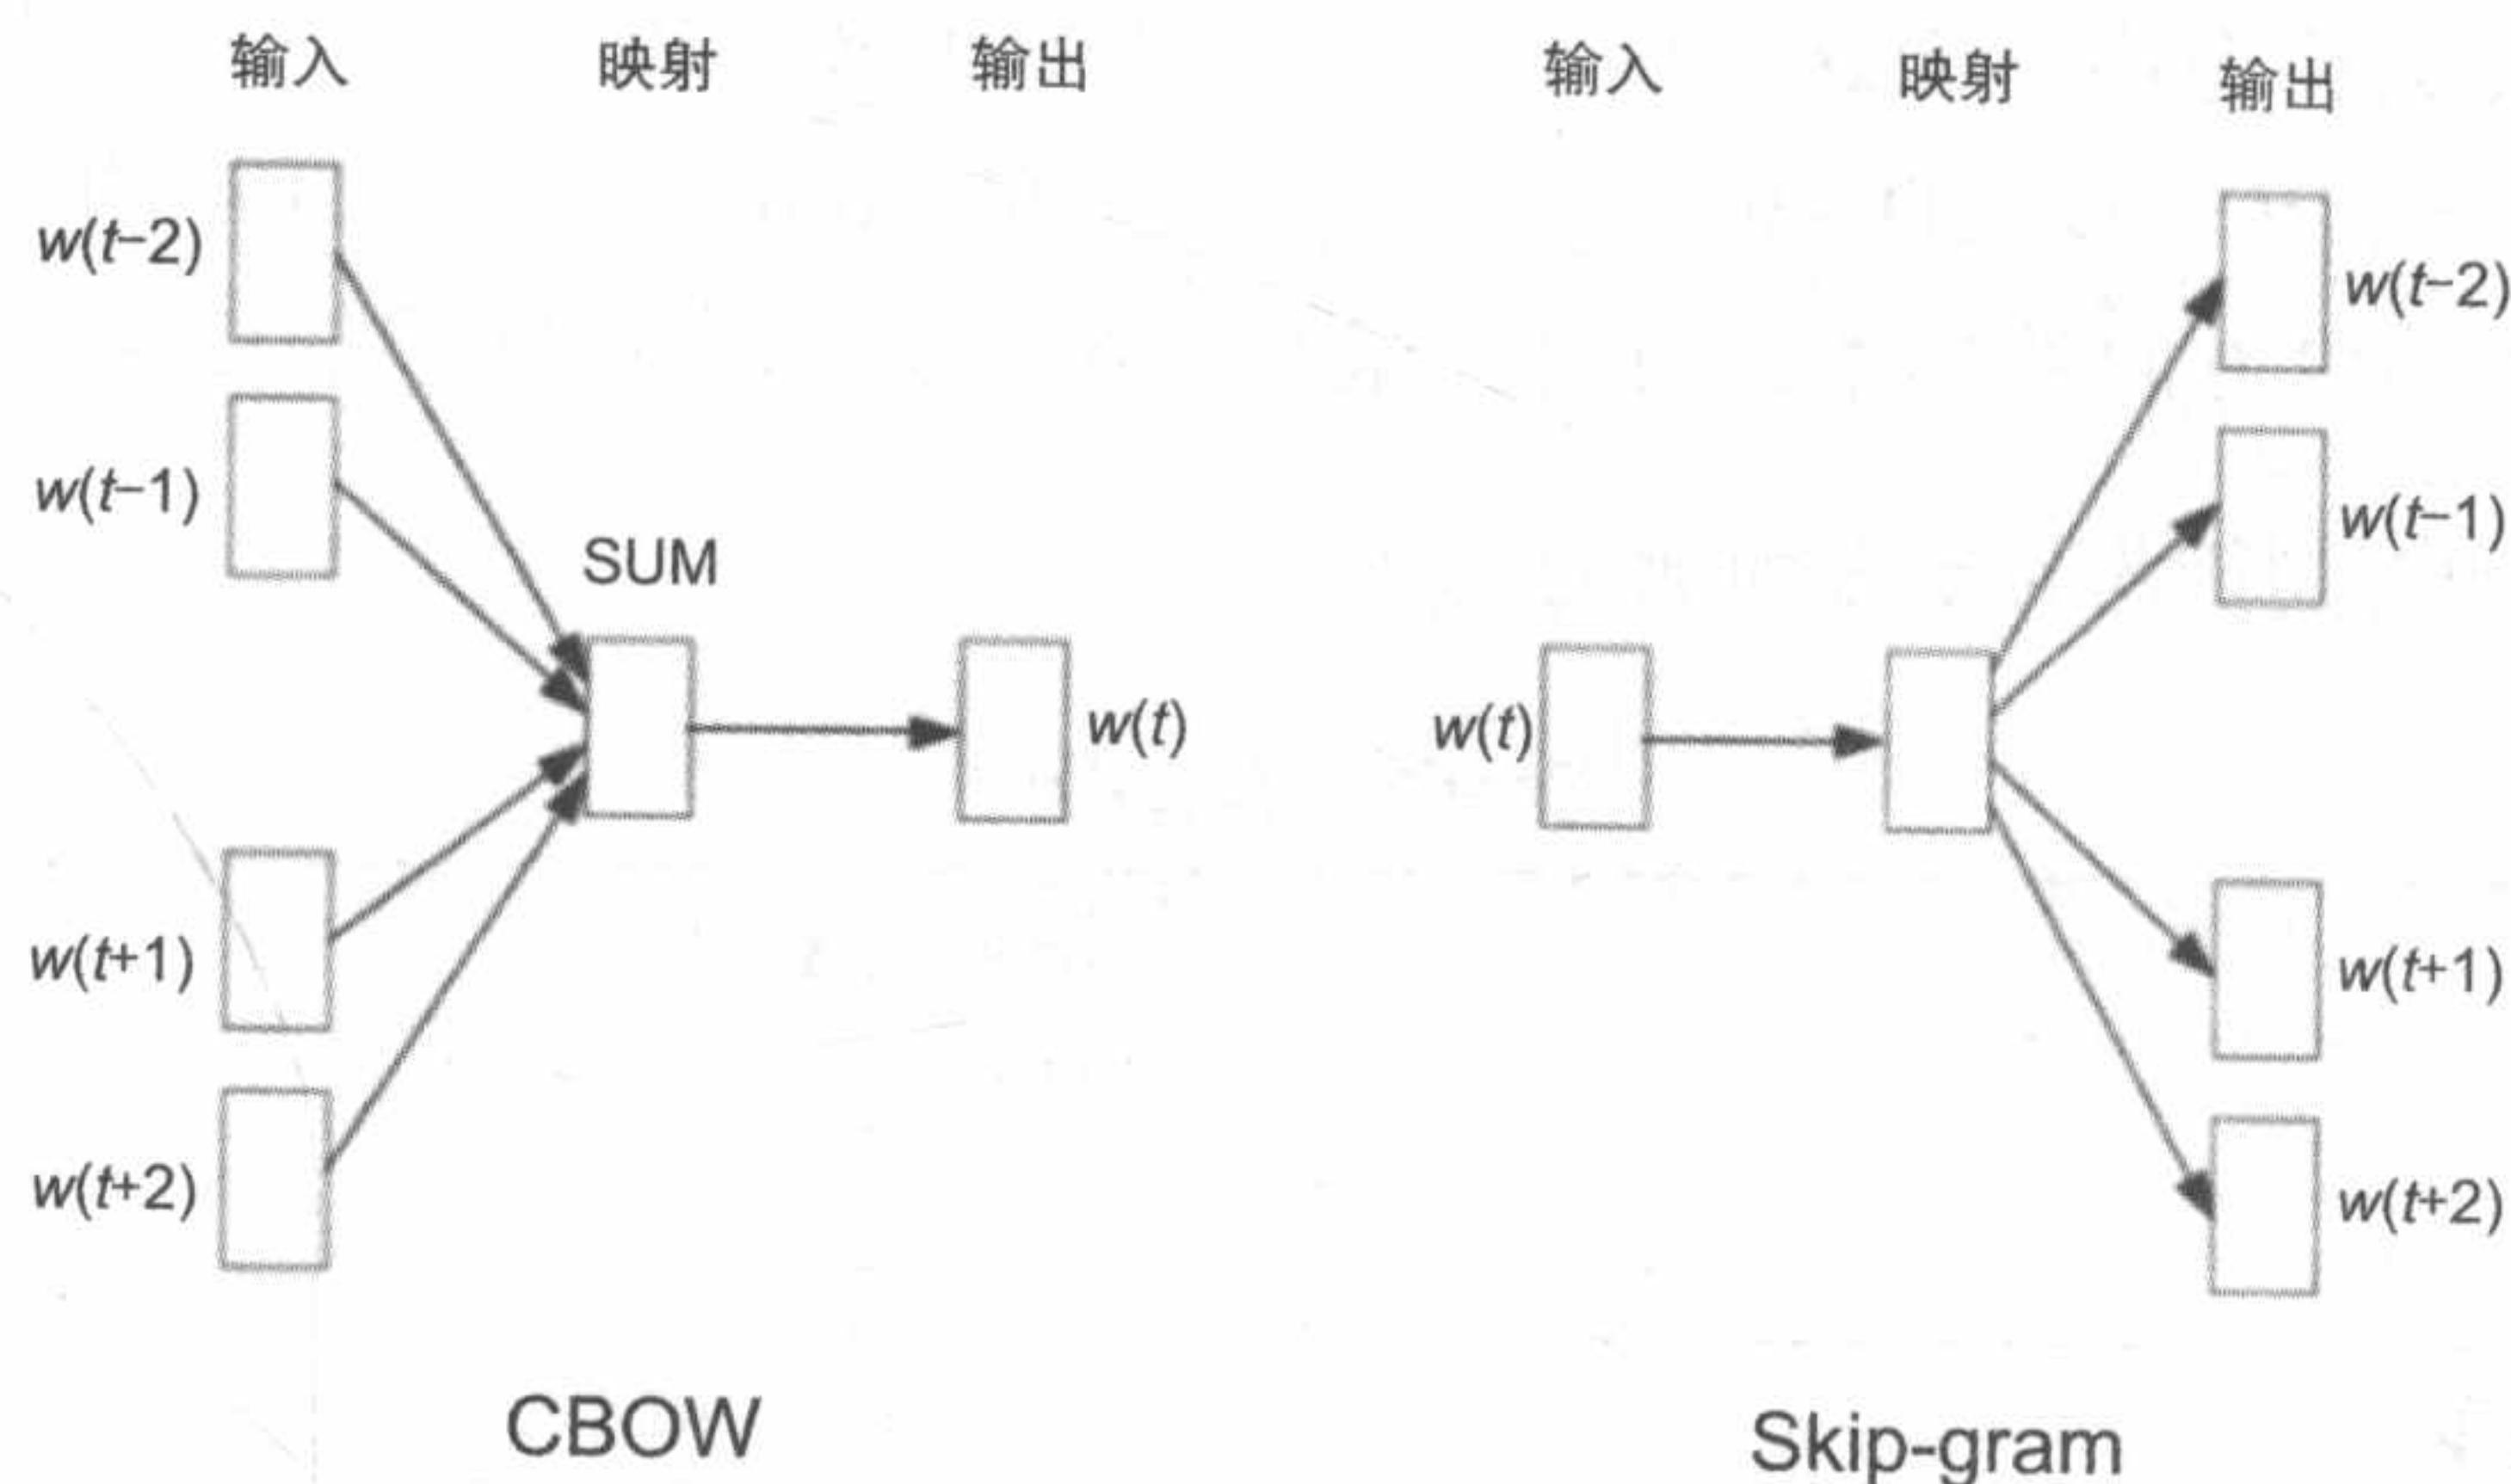 输入 映射 输出
w(t−2)
w(t−1)
SUM
w(t)
w(t+1)
w(t+2)
CBOW
输入 映射 输出
w(t−2)
w(t−1)
w(t)
w(t+1)
w(t+2)
Skip-gram